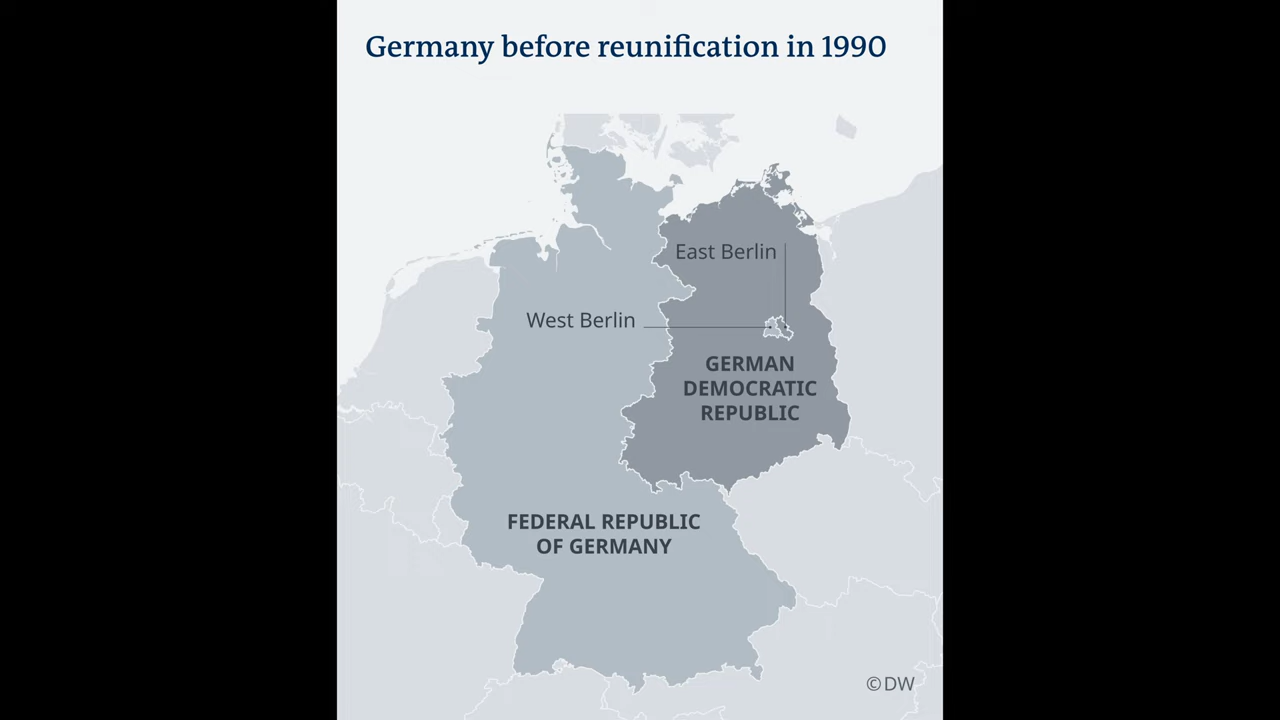 Germany before reunification in 1990
East Berlin
West Berlin
GERMAN
DEMOCRATIC
REPUBLIC
FEDERAL REPUBLIC
OF GERMANY
©DW